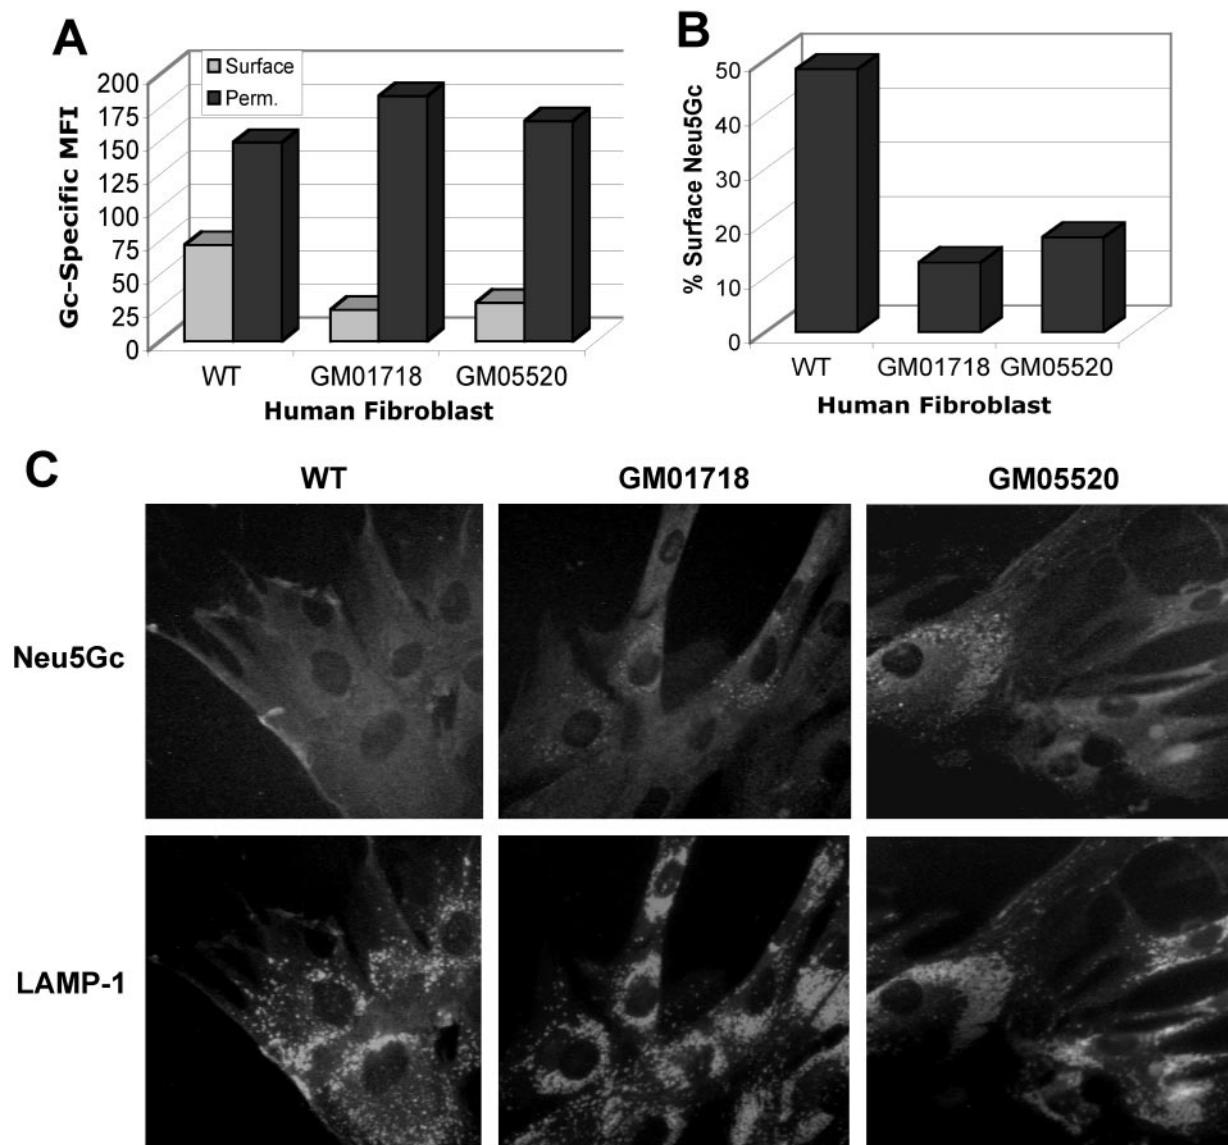 A
Gc-Specific MFI
200
175
150
125
100
75
50
25
0
Surface
Perm.
WT GM01718 GM05520
Human Fibroblast
B
% Surface Neu5Gc
50
40
30
20
10
0
WT GM01718 GM05520
Human Fibroblast
C
WT GM01718 GM05520
Neu5Gc
LAMP-1